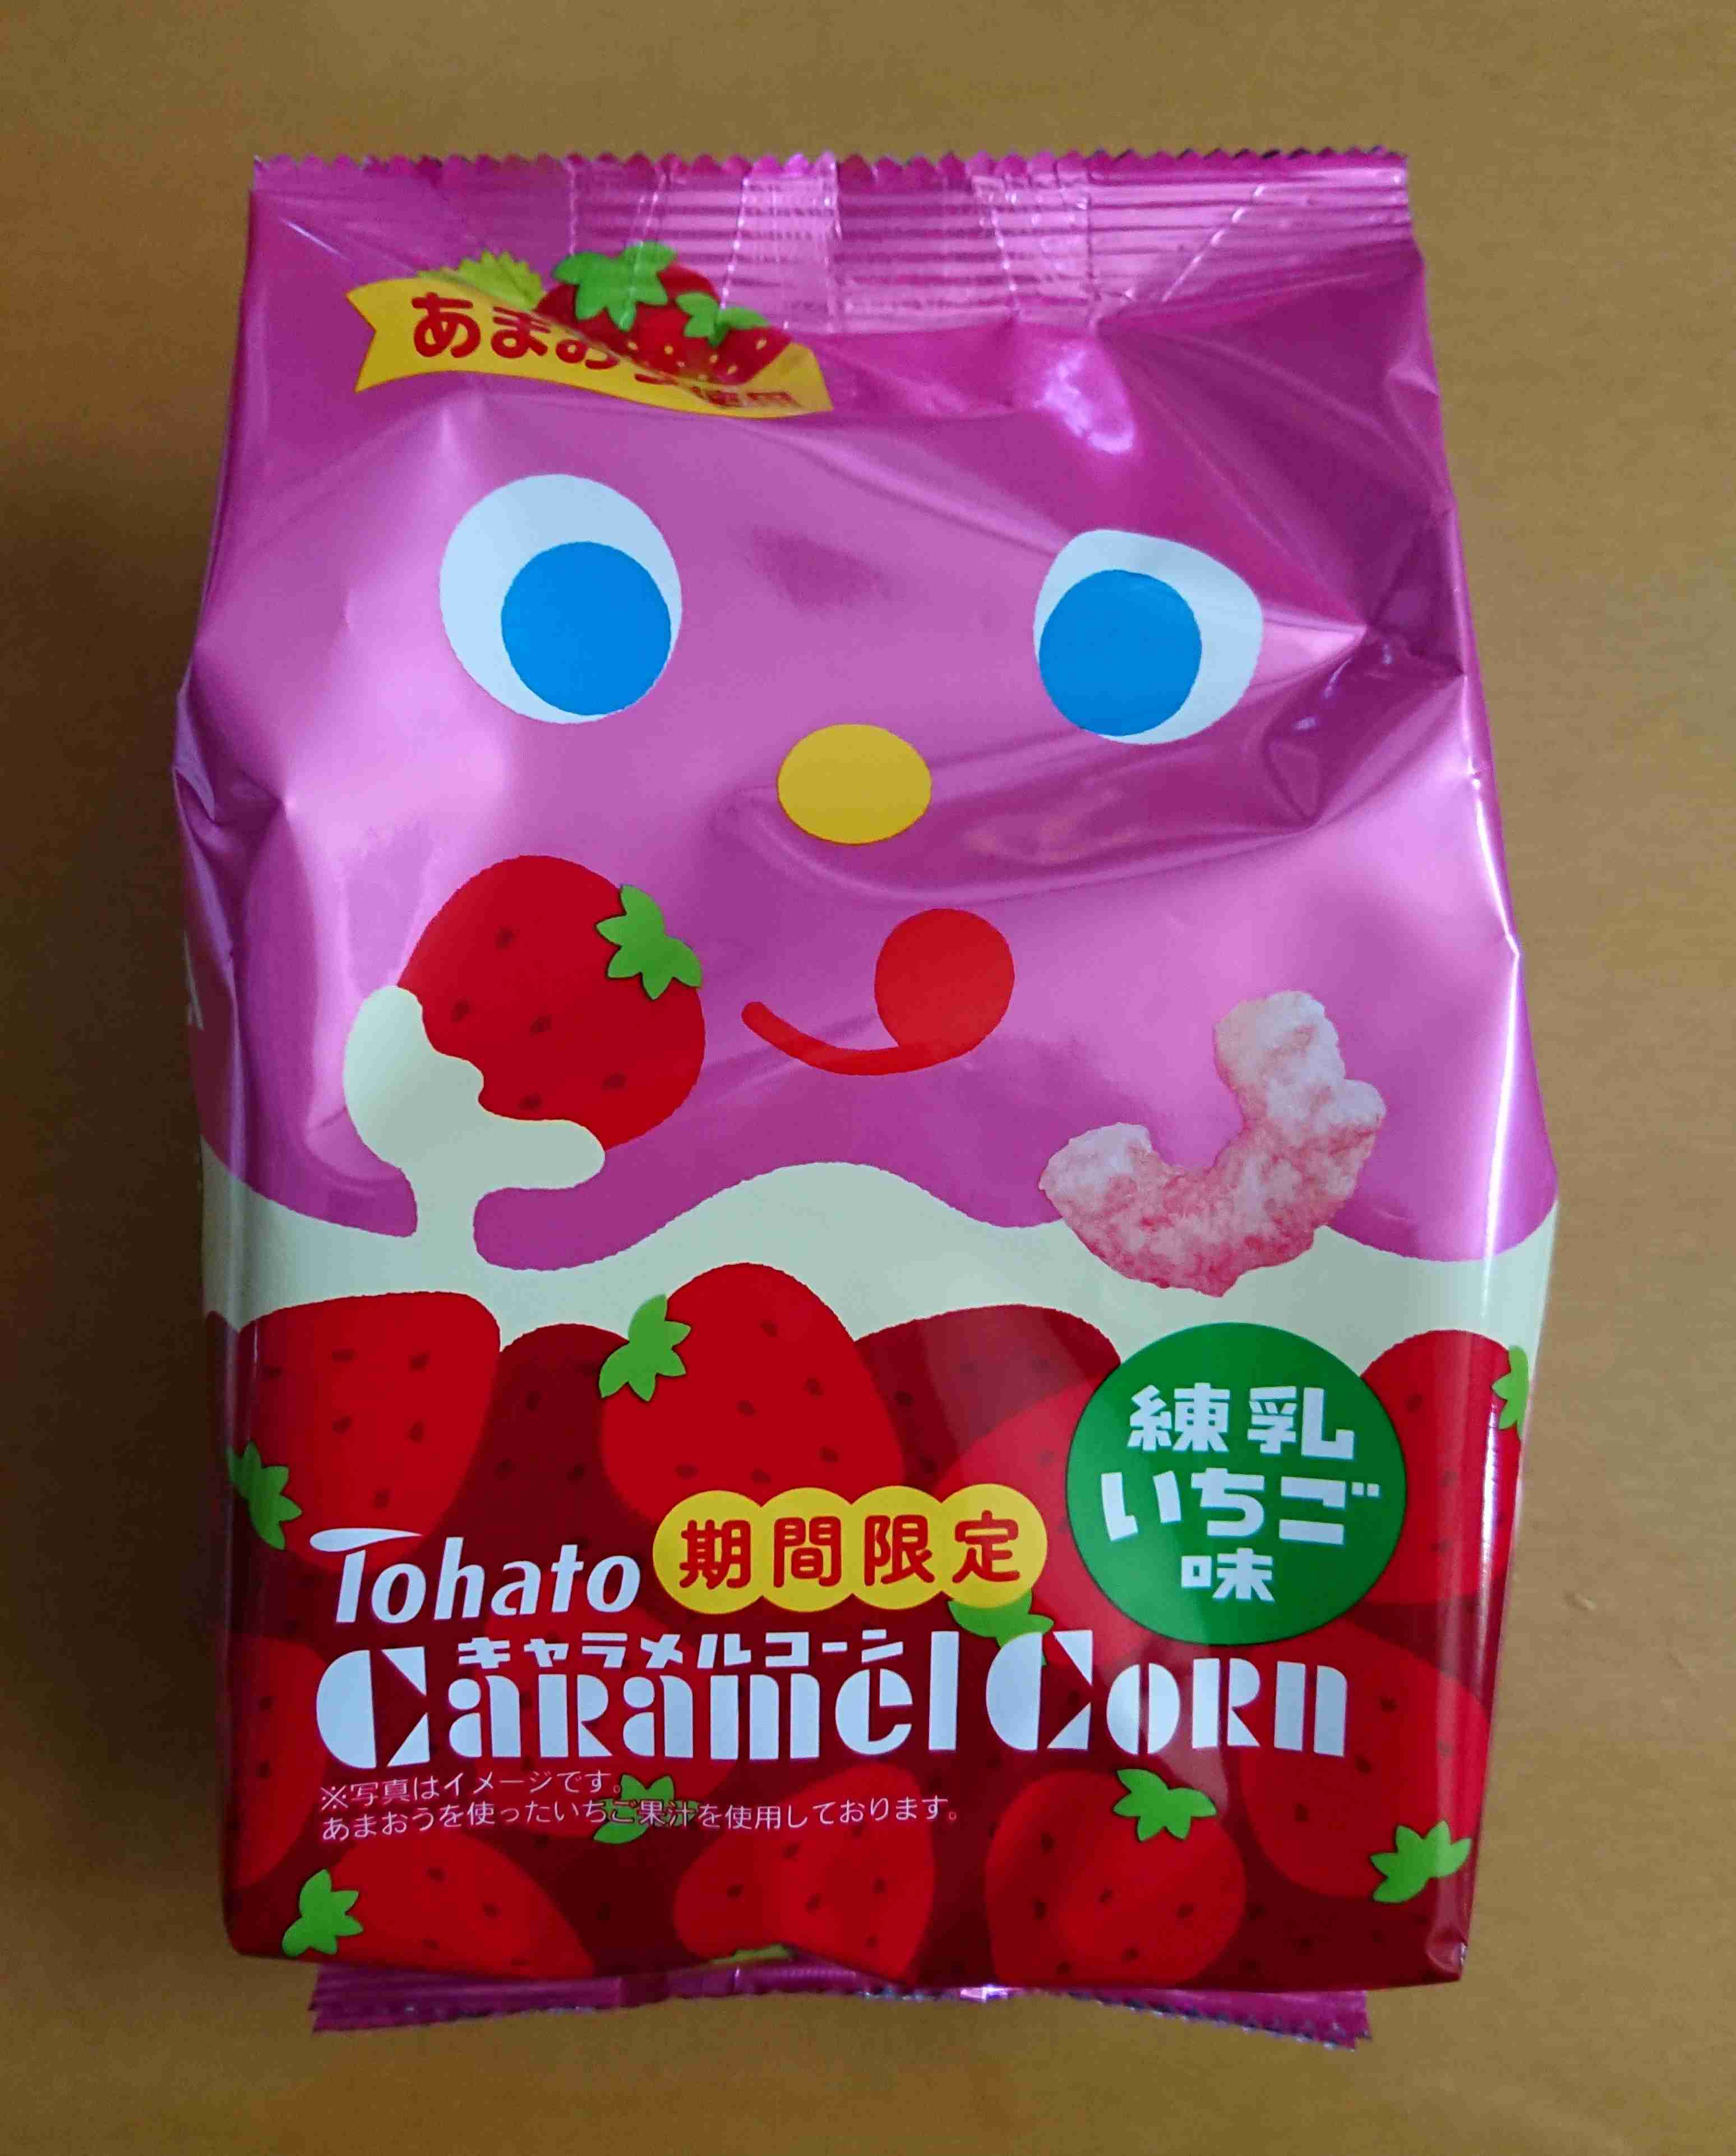 あまおう使用
練乳
いちご
味
Tohato 期間限定
キャラメルコーン
Caramel Corn
※写真はイメージです。
あまおうを使ったいちご果汁を使用しております。